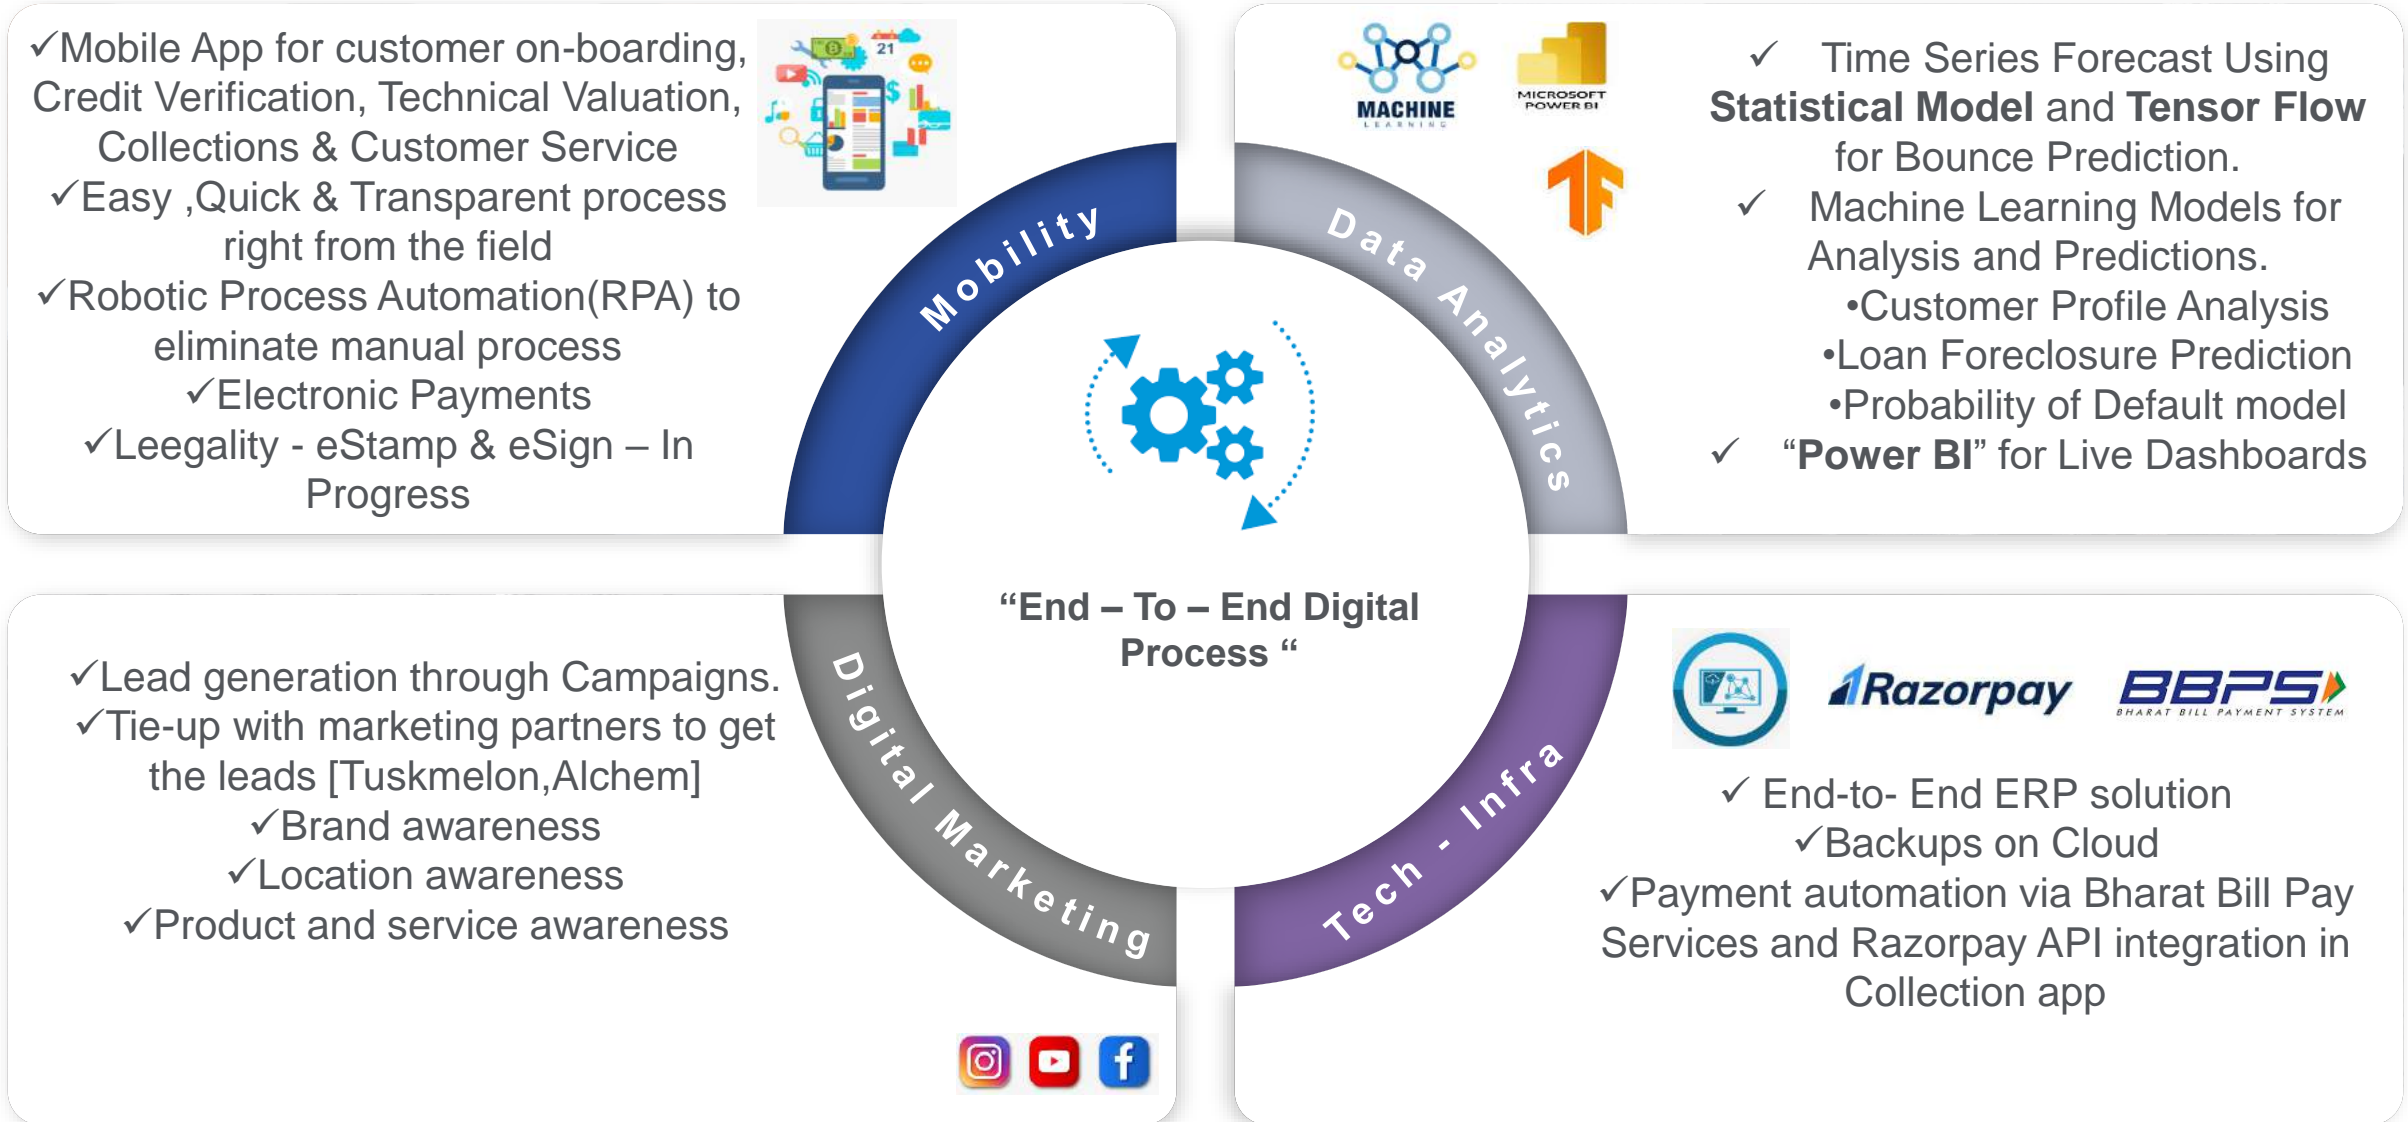 ✓Mobile App for customer on-boarding,
Credit Verification, Technical Valuation,
Collections & Customer Service
✓Easy ,Quick & Transparent process
right from the field
✓Robotic Process Automation(RPA) to
eliminate manual process
✓Electronic Payments
✓Leegality - eStamp & eSign – In
Progress
21
Mobility
MACHINE
LEARNING
MICROSOFT
POWER BI
✓ Time Series Forecast Using
Statistical Model and Tensor Flow
for Bounce Prediction.
✓ Machine Learning Models for
Analysis and Predictions.
•Customer Profile Analysis
•Loan Foreclosure Prediction
•Probability of Default model
✓ “Power BI” for Live Dashboards
Data Analytics
“End – To – End Digital
Process “
✓Lead generation through Campaigns.
✓Tie-up with marketing partners to get
the leads [Tuskmelon,Alchem]
✓Brand awareness
✓Location awareness
✓Product and service awareness
Digital Marketing
Tech - Infra
Razorpay
BBPS
BHARAT BILL PAYMENT SYSTEM
✓ End-to- End ERP solution
✓Backups on Cloud
✓Payment automation via Bharat Bill Pay
Services and Razorpay API integration in
Collection app